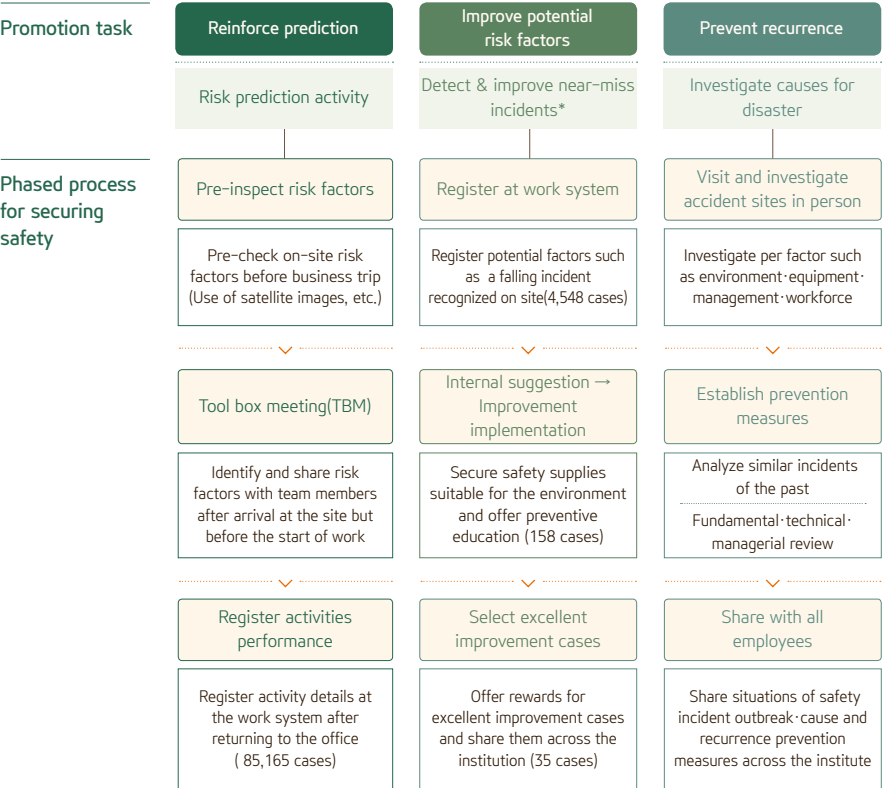 Promotion task
Reinforce prediction
Improve potential
risk factors
Prevent recurrence
Risk prediction activity
Detect & improve near-miss
incidents*
Investigate causes for
disaster
Phased process
for securing
safety
Pre-inspect risk factors
Register at work system
Visit and investigate
accident sites in person
Pre-check on-site risk
factors before business trip
(Use of satellite images, etc.)
Register potential factors such
as a falling incident
recognized on site(4,548 cases)
Investigate per factor such
as environment·equipment·
management·workforce
Tool box meeting(TBM)
Internal suggestion →
Improvement
implementation
Establish prevention
measures
Identify and share risk
factors with team members
after arrival at the site but
before the start of work
Secure safety supplies
suitable for the environment
and offer preventive
education (158 cases)
Analyze similar incidents
of the past
Fundamental·technical·
managerial review
Register activities
performance
Select excellent
improvement cases
Share with all
employees
Register activity details at
the work system after
returning to the office
( 85,165 cases)
Offer rewards for
excellent improvement cases
and share them across the
institution (35 cases)
Share situations of safety
incident outbreak·cause and
recurrence prevention
measures across the institute